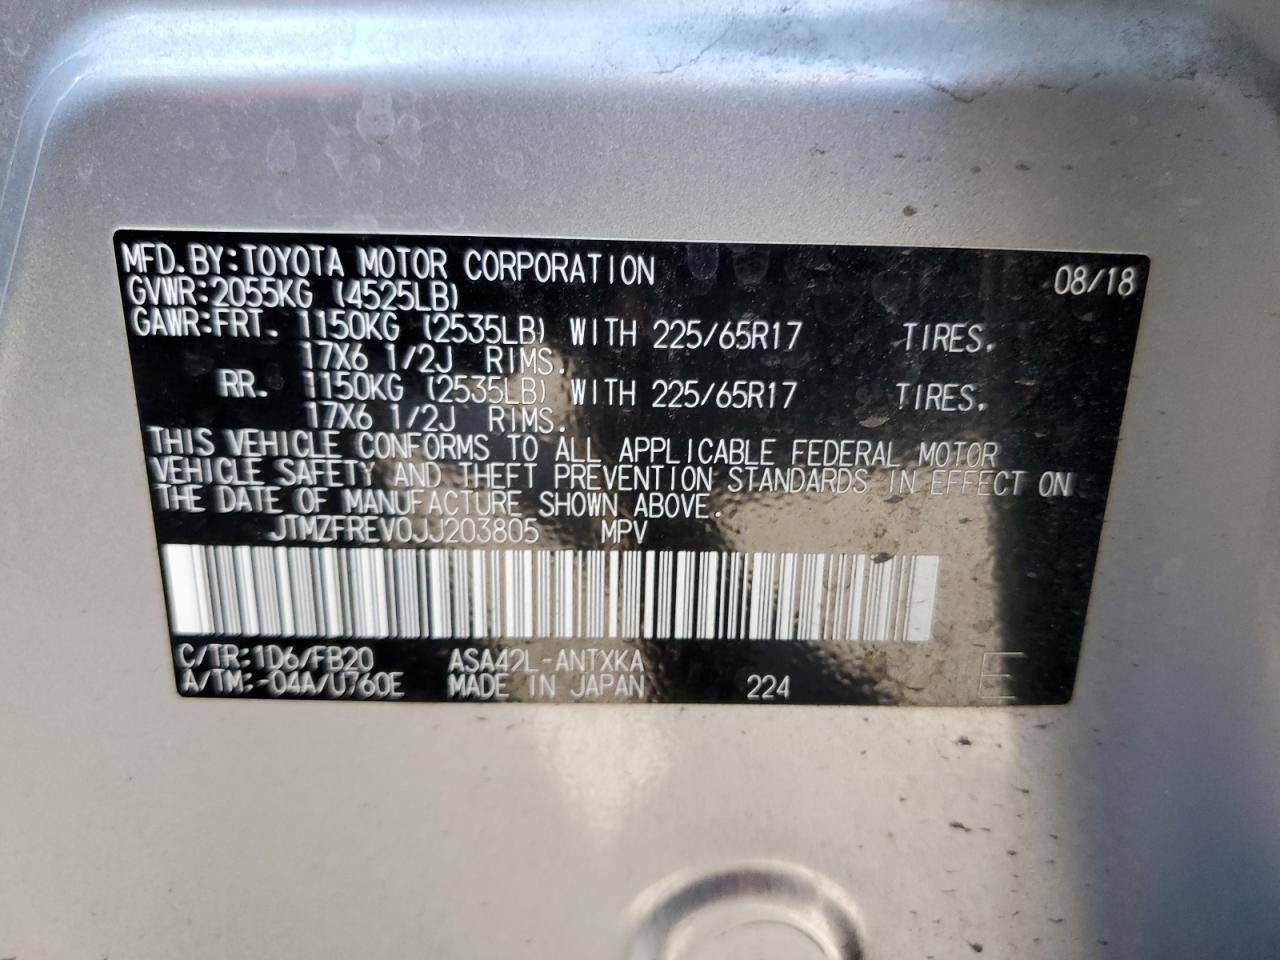 MFD.BY:TOYOTA MOTOR CORPORATION 08/18
GVWR:2055KG (4525LB)
GAWR:FRT. 1150KG (2535LB) WITH 225/65R17 TIRES.
17X6 1/2J RIMS.
RR. 1150KG (2535LB) WITH 225/65R17 TIRES.
17X6 1/2J RIMS.
THIS VEHICLE CONFORMS TO ALL APPLICABLE FEDERAL MOTOR
VEHICLE SAFETY AND THEFT PREVENTION STANDARDS IN EFFECT ON
THE DATE OF MANUFACTURE SHOWN ABOVE.
JTMZFREV0JJ203805 MPV
C/TR:1D6/FB20 ASA42L-ANTXKA
A/TM:-04A/U760E MADE IN JAPAN 224 E